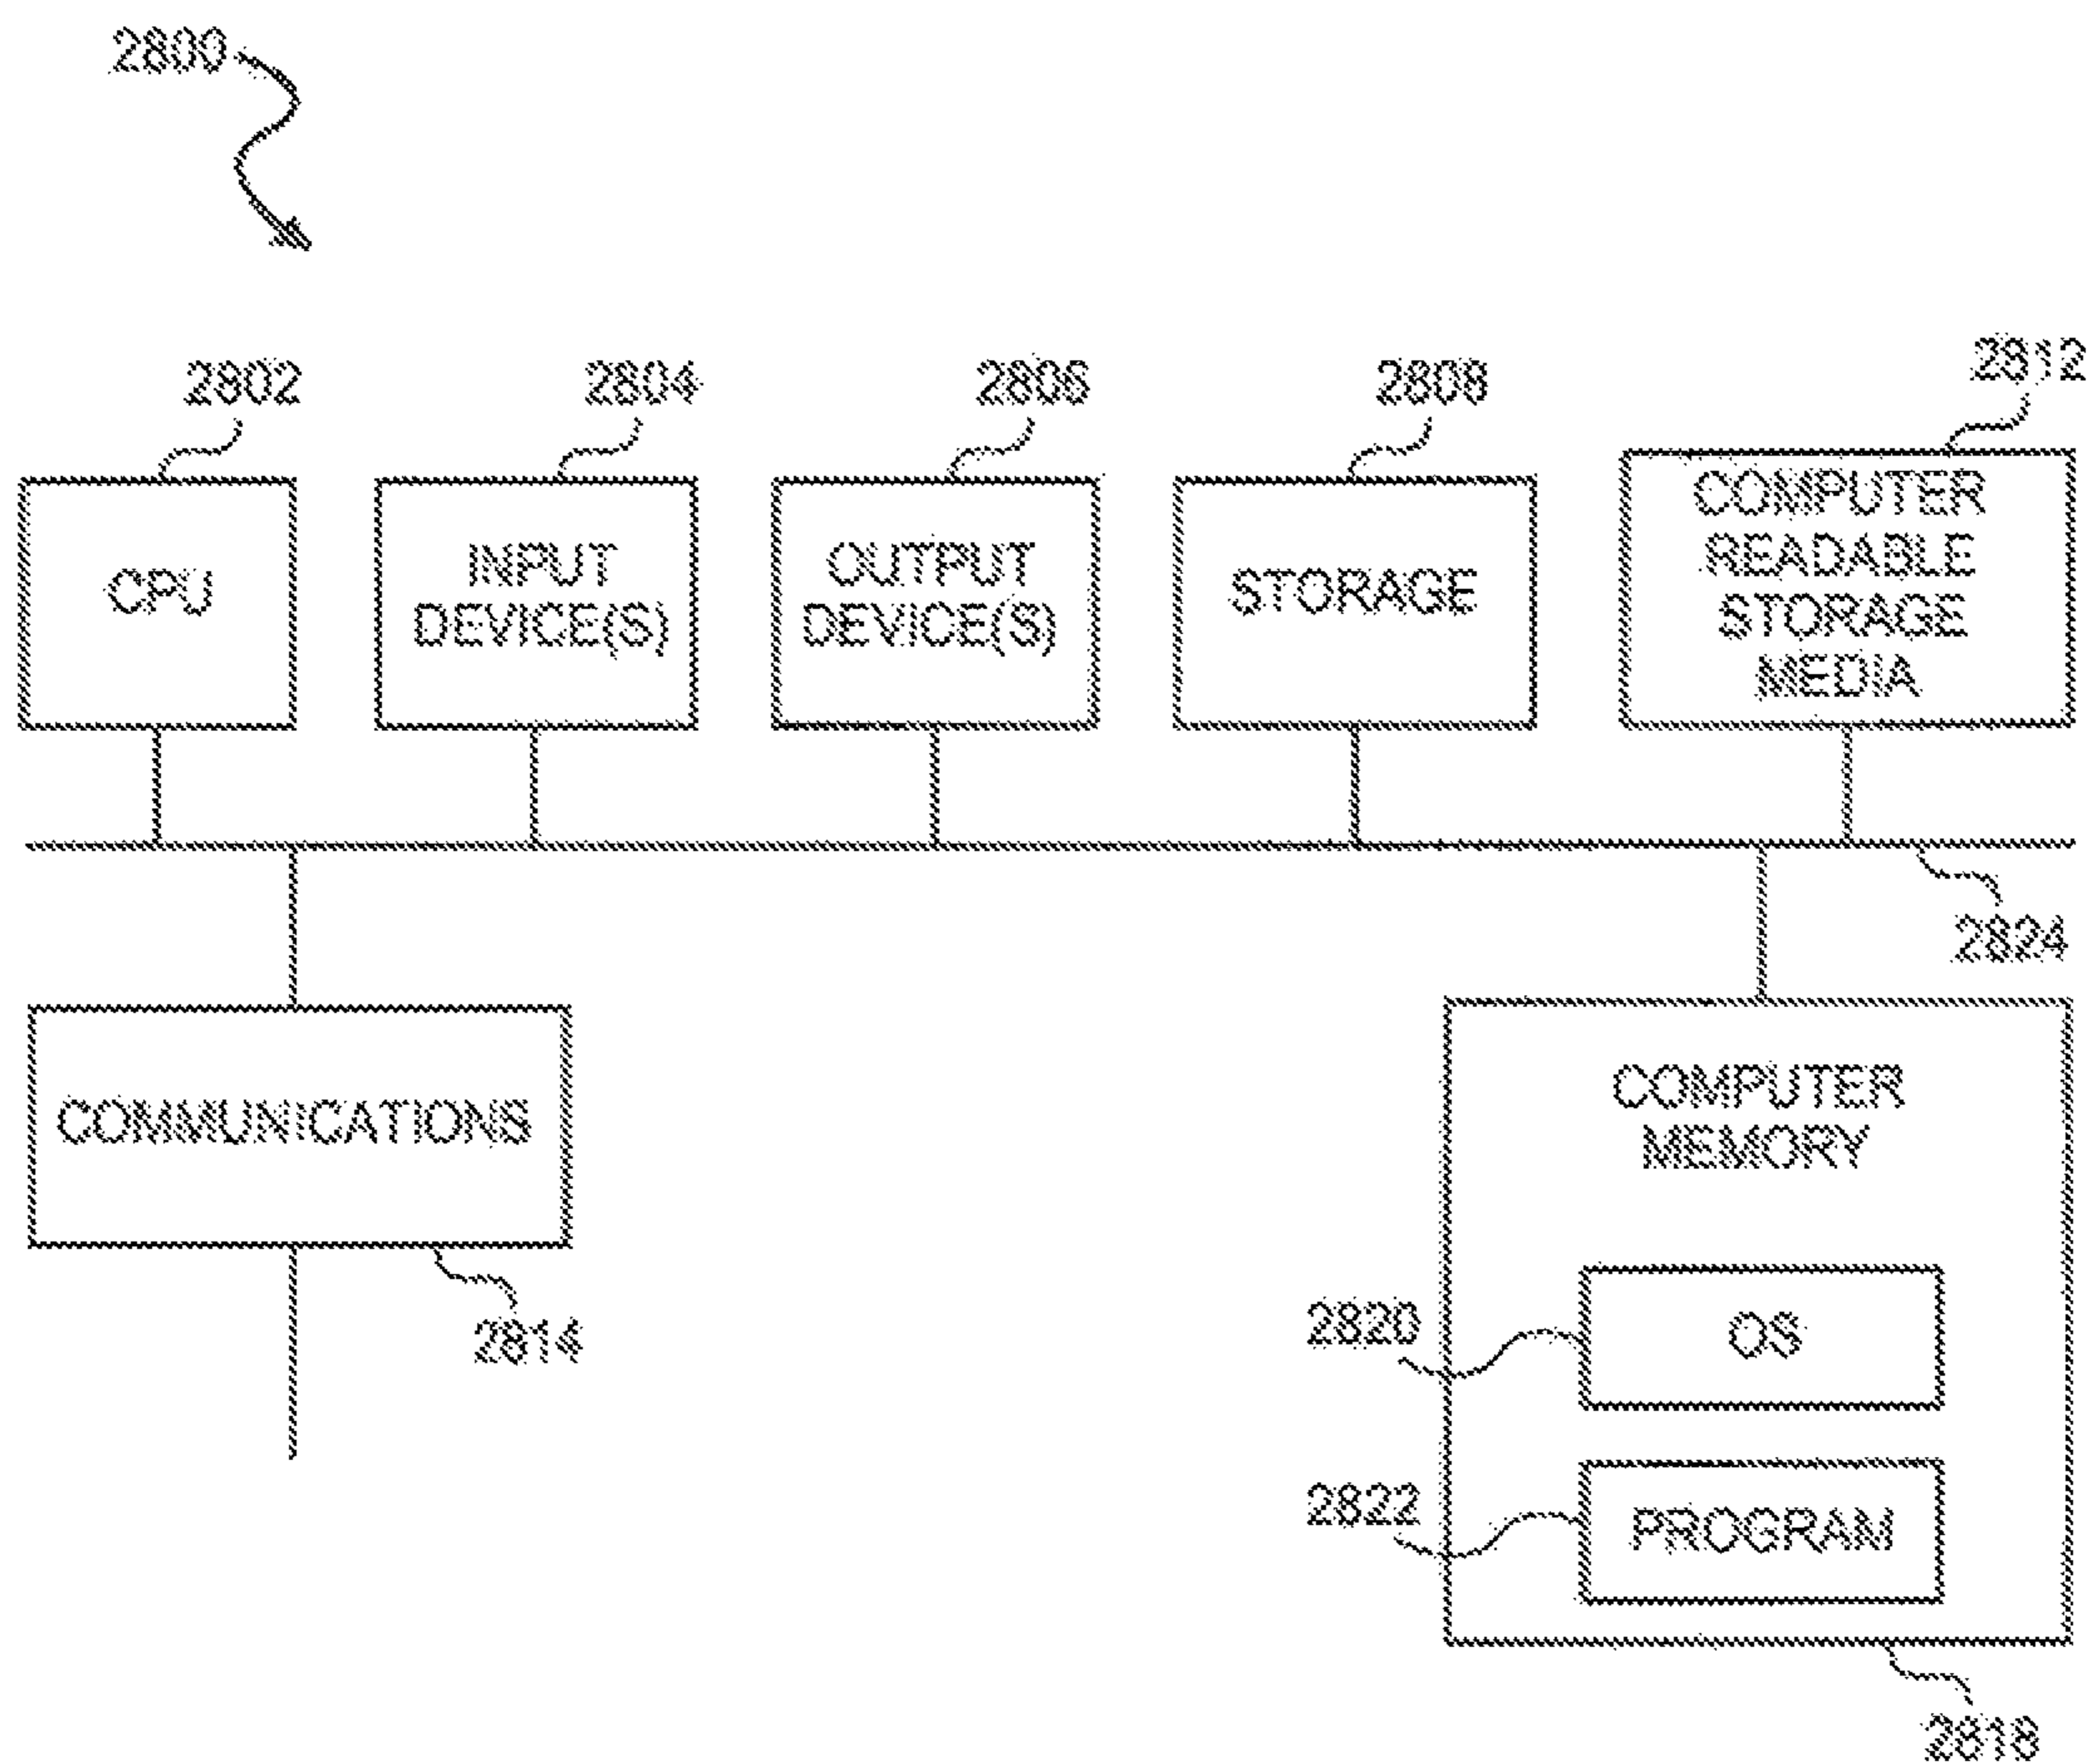 2800
2802
2804
2806
2808
2812
CPU
INPUT
DEVICE(S)
OUTPUT
DEVICE(S)
STORAGE
COMPUTER
READABLE
STORAGE
MEDIA
2824
COMMUNICATIONS
2814
COMPUTER
MEMORY
2820
OS
2822
PROGRAM
2818